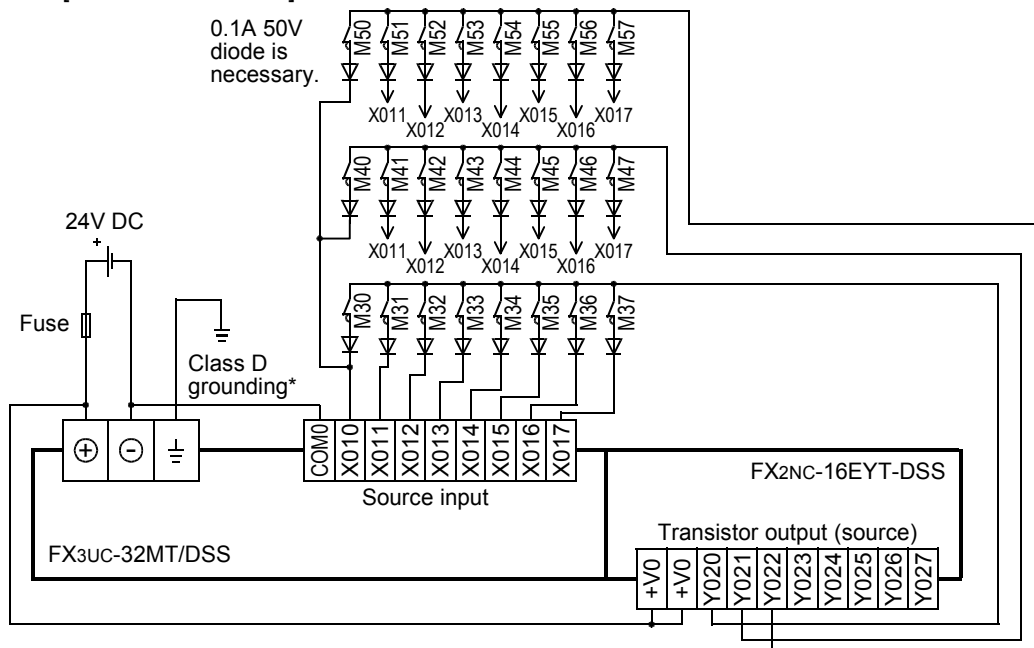 0.1A 50V
diode is
necessary.
M50 M51 M52 M53 M54 M55 M56 M57
X011 X012 X013 X014 X015 X016 X017
M40 M41 M42 M43 M44 M45 M46 M47
X011 X012 X013 X014 X015 X016 X017
24V DC
+
M30 M31 M32 M33 M34 M35 M36 M37
Fuse
Class D
grounding*
+ - COM0 X010 X011 X012 X013 X014 X015 X016 X017
Source input
FX2NC-16EYT-DSS
Transistor output (source)
FX3UC-32MT/DSS
+V0 +V0 Y020 Y021 Y022 Y023 Y024 Y025 Y026 Y027